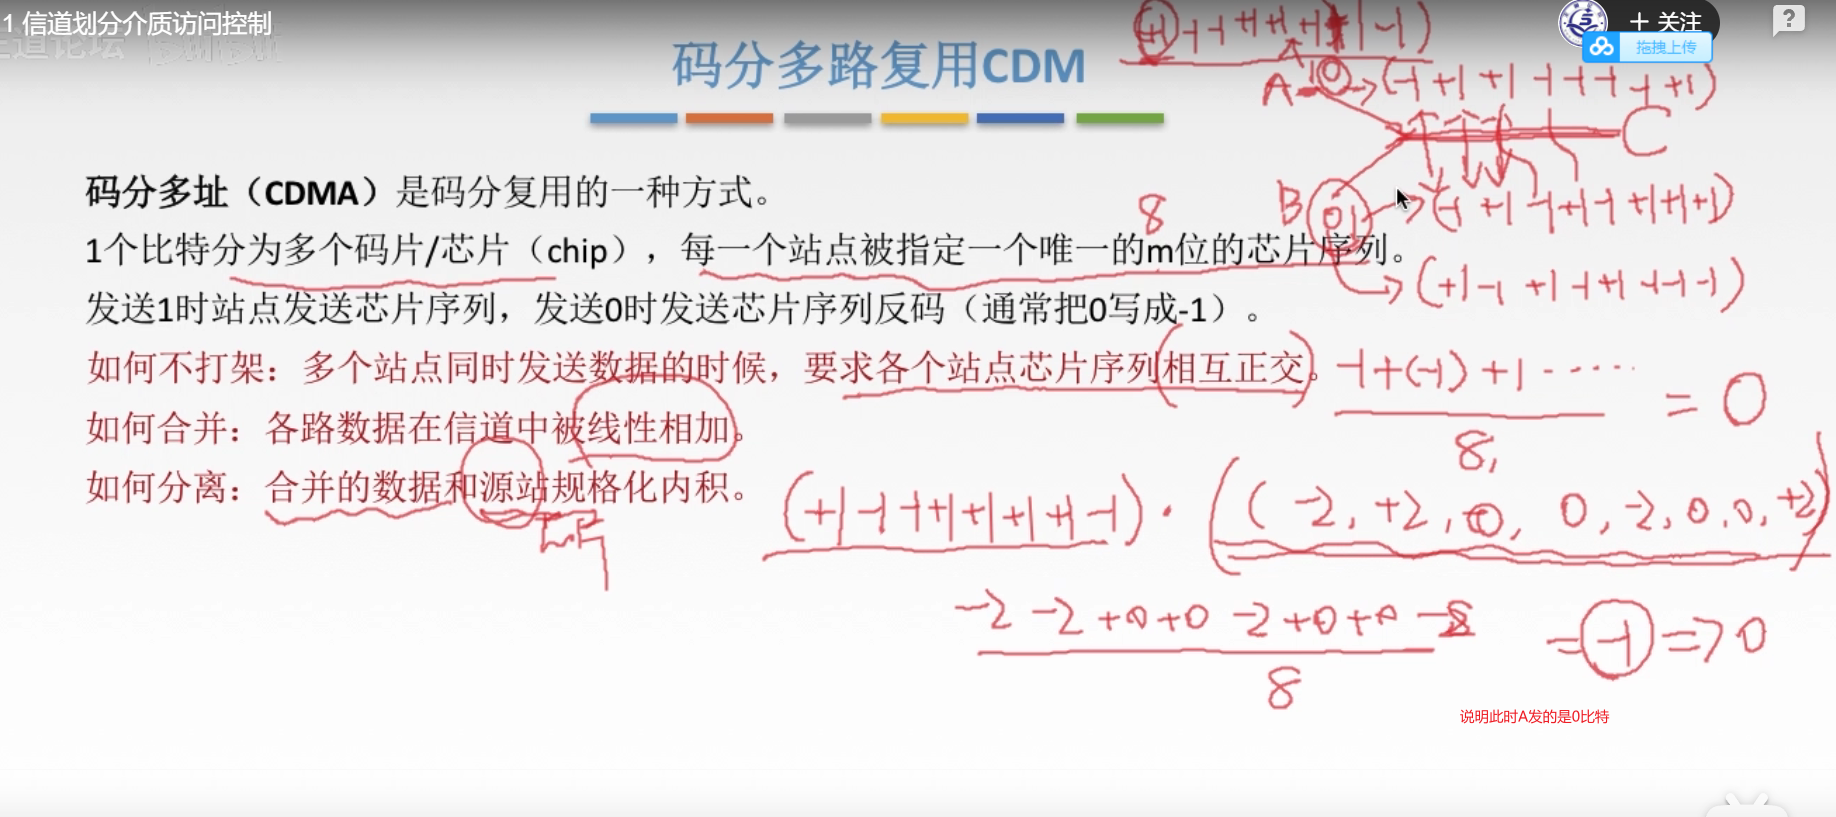 1 信道划分介质访问控制
王道论坛 bilibili
关注
拖拽上传
?
码分多路复用CDM
(+1 -1 -1 +1 +1 +1 +1 -1)
A 10 → (-1 +1 +1 -1 -1 -1 -1 +1)
C
码分多址（CDMA）是码分复用的一种方式。
8
B 01 → (-1 +1 -1 +1 -1 +1 +1 +1)
1个比特分为多个码片/芯片（chip），每一个站点被指定一个唯一的m位的芯片序列。
→ (+1 -1 +1 -1 +1 -1 -1 -1)
发送1时站点发送芯片序列，发送0时发送芯片序列反码（通常把0写成-1）。
如何不打架：多个站点同时发送数据的时候，要求各个站点芯片序列相互正交。
-1+(-1)+1 ······ = 0
8
如何合并：各路数据在信道中被线性相加。
如何分离：合并的数据和源站规格化内积。
(+1 -1 -1 +1 +1 +1 +1 -1) · ( -2, +2, 0, 0, -2, 0, 0, +2)
-2 -2 +0 +0 -2 +0 +0 -2 = -1 => 0
8
说明此时A发的是0比特